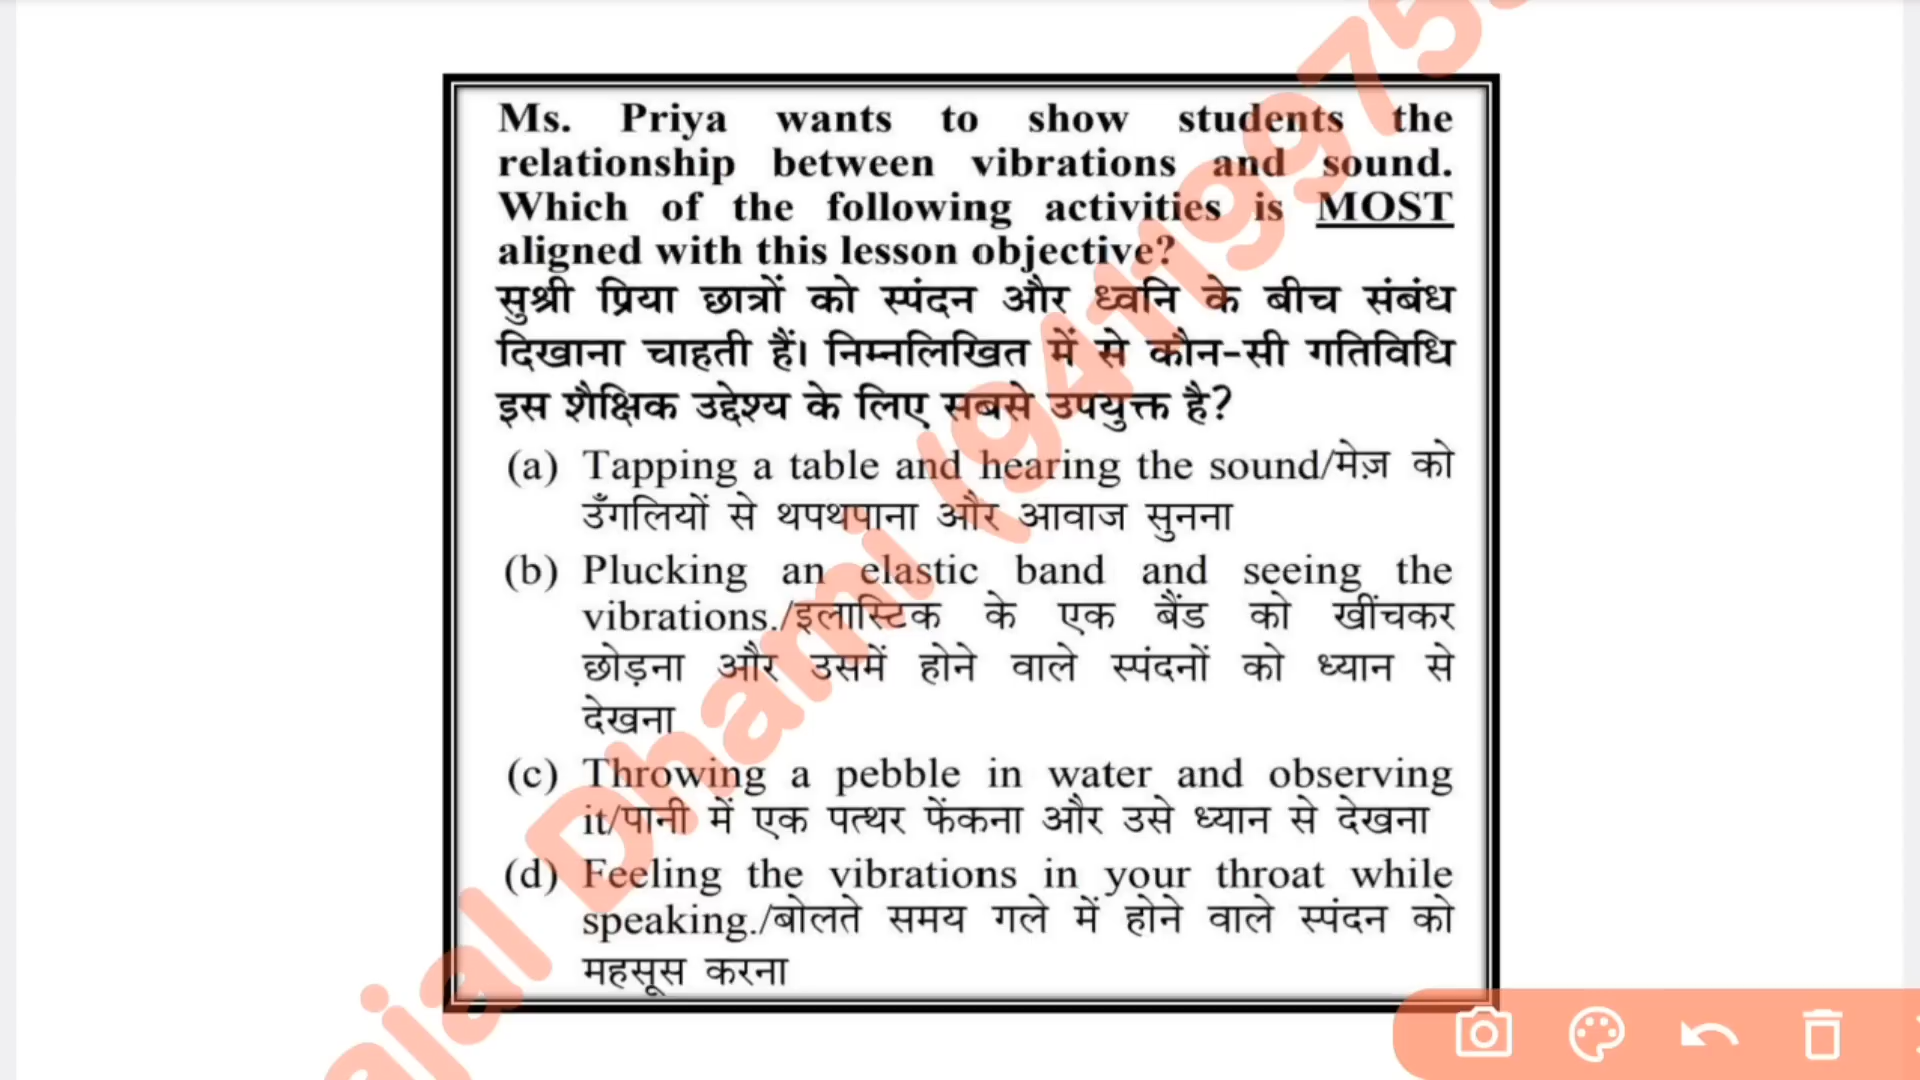 Ms. Priya wants to show students the
relationship between vibrations and sound.
Which of the following activities is MOST
aligned with this lesson objective?
सुश्री प्रिया छात्रों को स्पंदन और ध्वनि के बीच संबंध
दिखाना चाहती हैं। निम्नलिखित में से कौन-सी गतिविधि
इस शैक्षिक उद्देश्य के लिए सबसे उपयुक्त है?
(a) Tapping a table and hearing the sound/मेज़ को
उँगलियों से थपथपाना और आवाज सुनना
(b) Plucking an elastic band and seeing the
vibrations./इलास्टिक के एक बैंड को खींचकर
छोड़ना और उसमें होने वाले स्पंदनों को ध्यान से
देखना
(c) Throwing a pebble in water and observing
it/पानी में एक पत्थर फेंकना और उसे ध्यान से देखना
(d) Feeling the vibrations in your throat while
speaking./बोलते समय गले में होने वाले स्पंदन को
महसूस करना
ajal Dhami (94119975